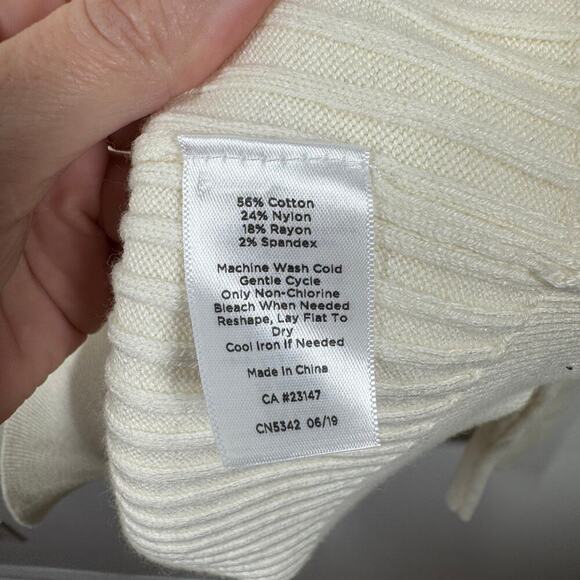 56% Cotton
24% Nylon
18% Rayon
2% Spandex
Machine Wash Cold
Gentle Cycle
Only Non-Chlorine
Bleach When Needed
Reshape, Lay Flat To
Dry
Cool Iron If Needed
Made In China
CA #23147
CN5342 06/19